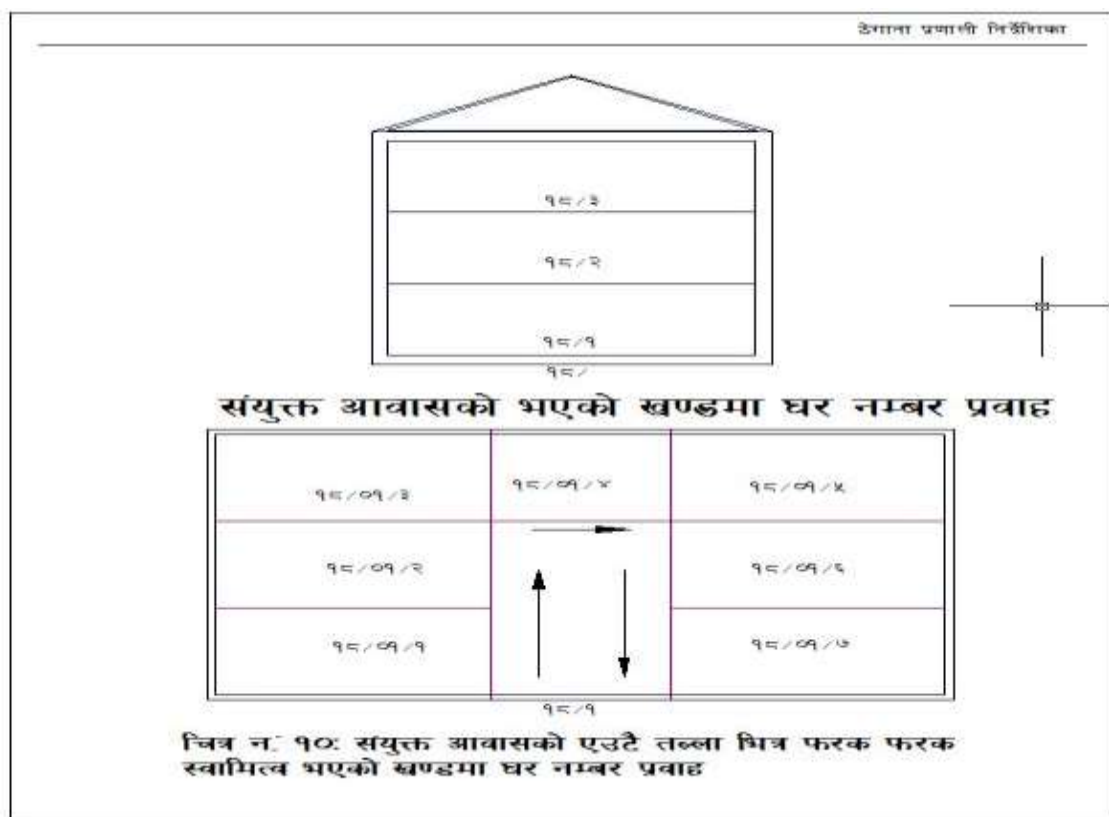 ठेगाना प्रणाली निर्देशिका
१८/३
१८/२
१८/१
१८/
संयुक्त आवासको भएको खण्डमा घर नम्बर प्रवाह
१८/०१/३ १८/०१/४ १८/०१/५
१८/०१/२ १८/०१/६
१८/०१/१ १८/०१/७
१८/१
चित्र न. १०: संयुक्त आवासको एउटै तल्ला भित्र फरक फरक
स्वामित्व भएको खण्डमा घर नम्बर प्रवाह